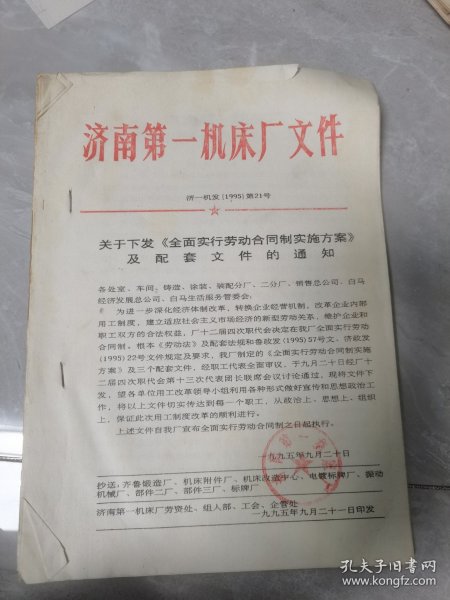 济南第一机床厂文件
济一机发(1995)第21号
关于下发《全面实行劳动合同制实施方案》
及配套文件的通知
各处室、车间、铸造、涂装、装配分厂、二分厂、销售总公司、白马
经济发展总公司、白马生活服务管委会:
为进一步深化经济体制改革，转换企业经营机制，改革企业内部
用工制度，建立适应社会主义市场经济的新型劳动关系，维护企业和
职工双方的合法权益，厂十二届四次职代会决定在我厂全面实行劳动
合同制。根本《劳动法》及配套法规和鲁政发(1995)57号文、济政发
(1995)22号文件规定及要求，我厂制定的《全面实行劳动合同制实施
方案》及三个配套文件，经职工代表全面审议，于九月二十日经厂十
二届四次职代会第十三次代表团长联席会议讨论通过，现将文件下
发，望各单位用工改革领导小组利用各种形式做好宣传和思想政治工
作，将以上文件切实传达到每一个职工，从政治上、思想上、组织上
，保证此次用工制度改革的顺利进行。
上述文件自我厂宣布全面实行劳动合同制之日起执行。
一九九五年九月二十日
抄送：齐鲁锻造厂、机床附件厂、机床改造中心、电镀标牌厂、振动
机械厂、部件二厂、部件三厂、标牌厂
济南第一机床厂劳资处、组人部、工会、企管处
一九九五年九月二十一日印发
孔夫子旧书网
www.kongfz.com